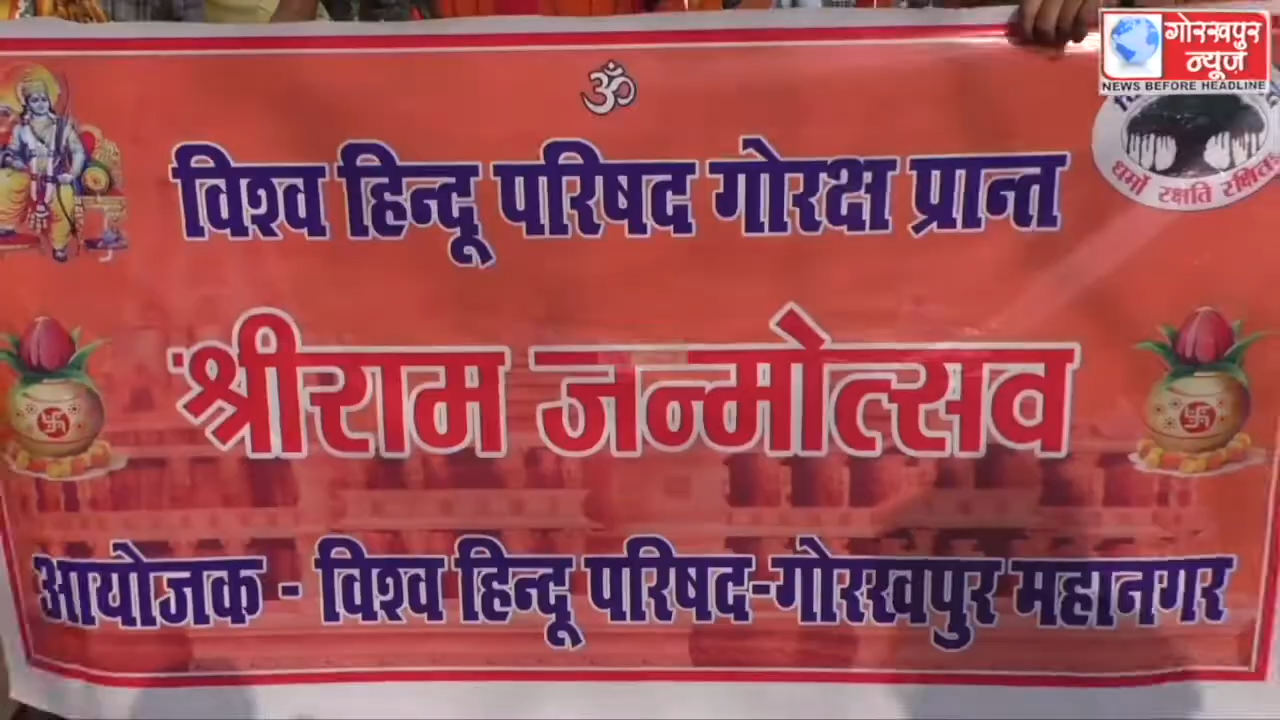 गोरखपुर
न्यूज़
NEWS BEFORE HEADLINE
ॐ
धर्मो रक्षति
विश्व हिन्दू परिषद गोरक्ष प्रान्त
श्रीराम जन्मोत्सव
आयोजक - विश्व हिन्दू परिषद-गोरखपुर महानगर